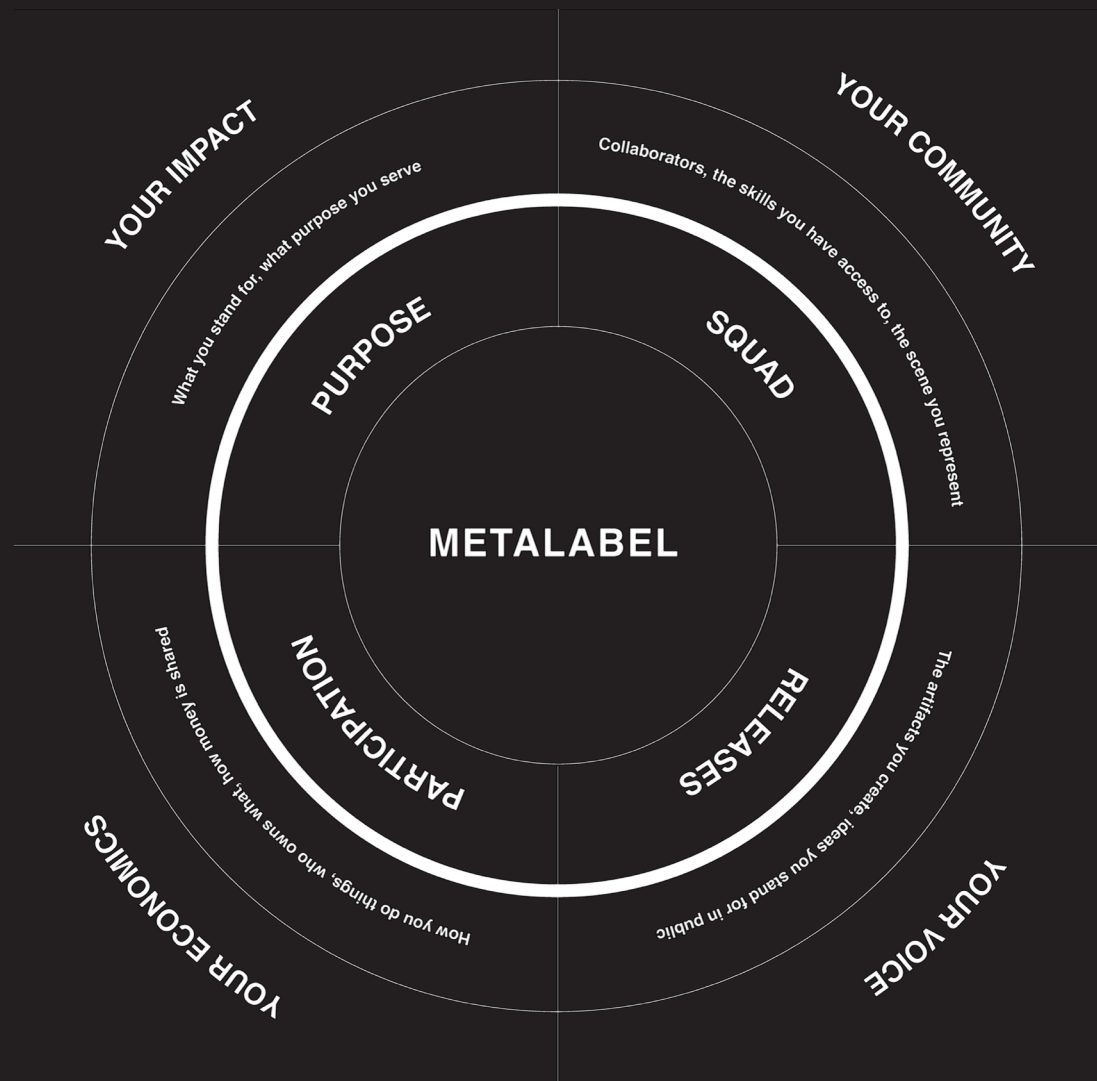 YOUR IMPACT
What you stand for, what purpose you serve
PURPOSE
YOUR COMMUNITY
Collaborators, the skills you have access to, the scene you represent
SQUAD
METALABEL
RELEASES
The artifacts you create, ideas you stand for in public
YOUR VOICE
PARTICIPATION
How you do things, who owns what, how money is shared
YOUR ECONOMICS